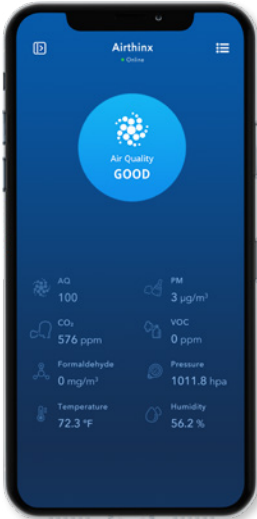 Airthinx
Online
Air Quality
GOOD
AQ
100
PM
3 µg/m³
CO₂
576 ppm
VOC
0 ppm
Formaldehyde
0 mg/m³
Pressure
1011.8 hpa
Temperature
72.3 °F
Humidity
56.2 %